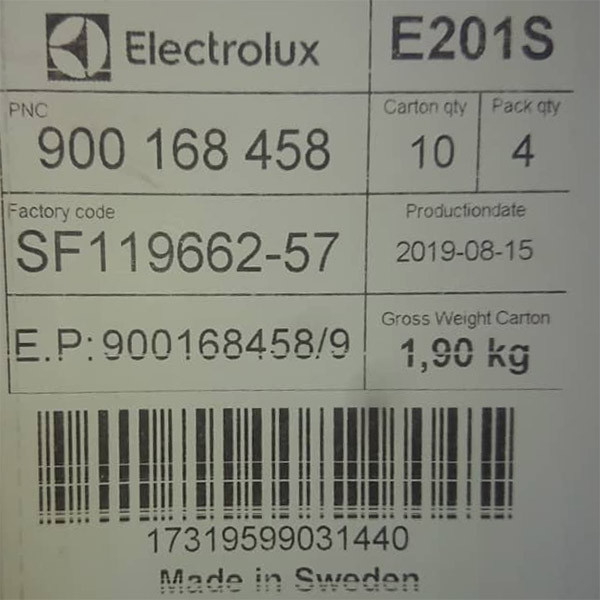 Electrolux
E201S
PNC
900 168 458
Carton qty
10
Pack qty
4
Factory code
SF119662-57
Productiondate
2019-08-15
E.P:900168458/9
Gross Weight Carton
1,90 kg
17319599031440
Made in Sweden